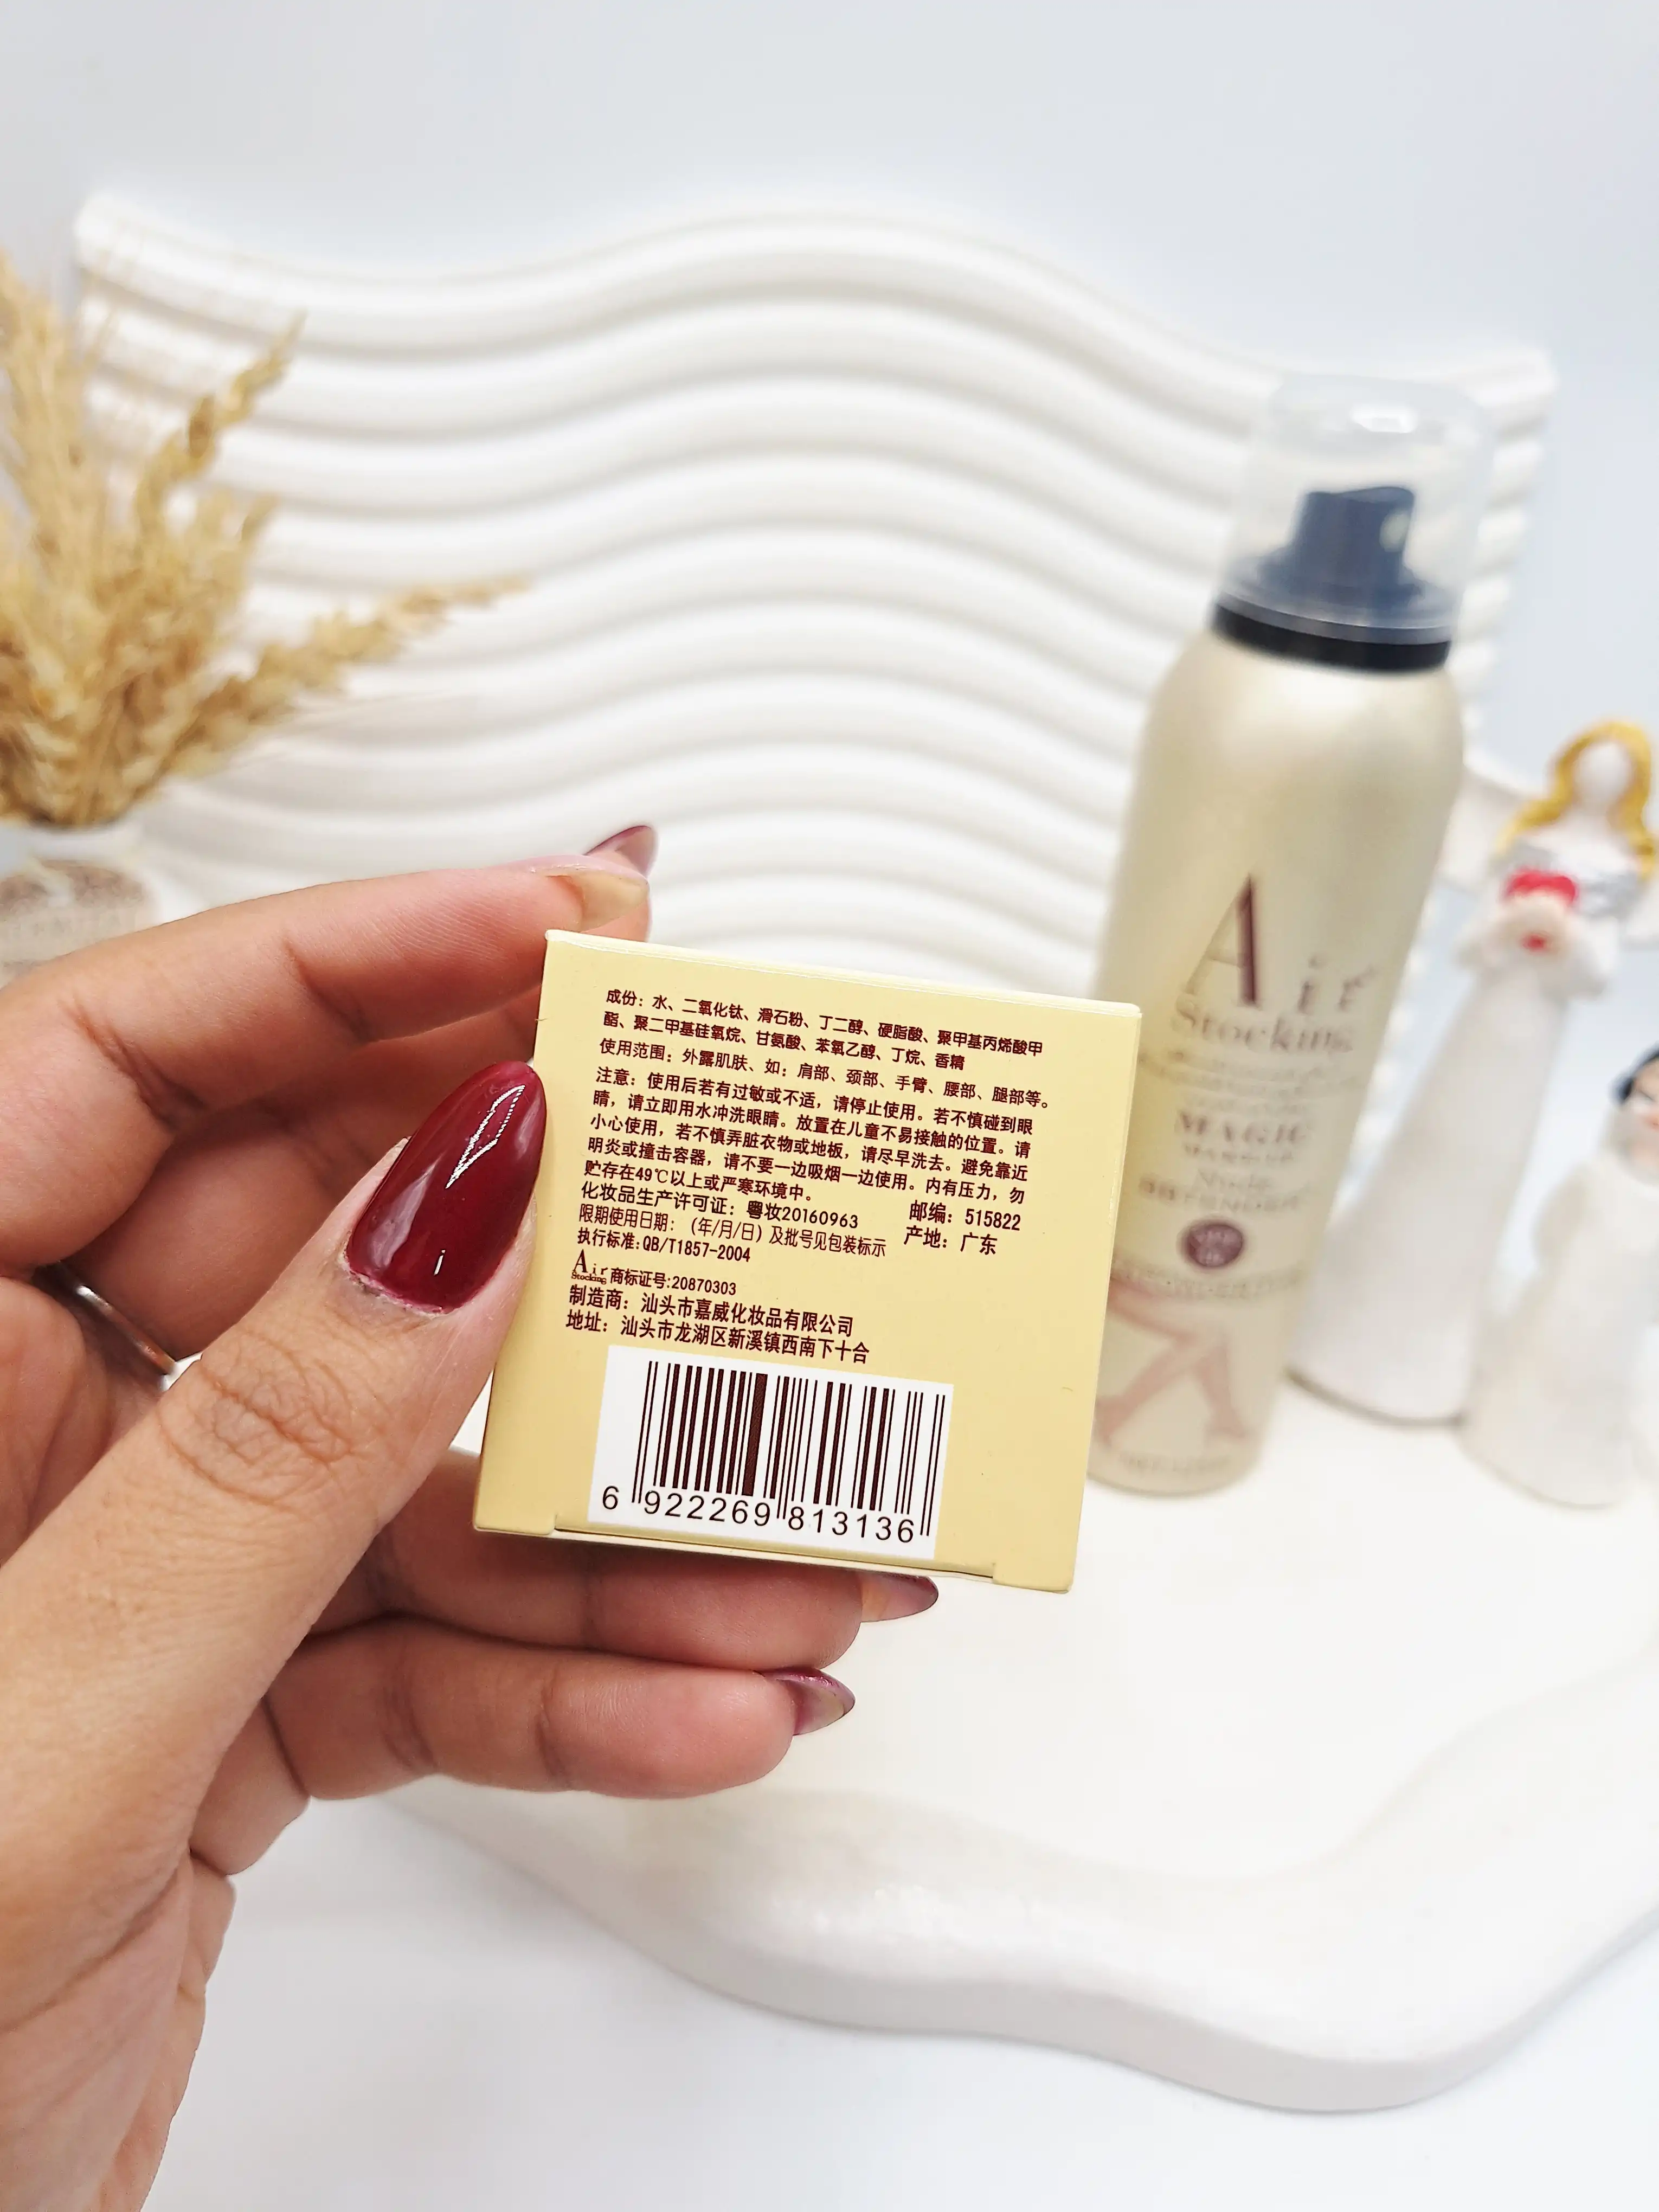 成份：水、二氧化钛、滑石粉、丁二醇、硬脂酸、聚甲基丙烯酸甲
酯、聚二甲基硅氧烷、甘氨酸、苯氧乙醇、丁烷、香精
使用范围：外露肌肤、如：肩部、颈部、手臂、腰部、腿部等。
注意：使用后若有过敏或不适，请停止使用。若不慎碰到眼
睛，请立即用水冲洗眼睛。放置在儿童不易接触的位置。请
小心使用，若不慎弄脏衣物或地板，请尽早洗去。避免靠近
明炎或撞击容器，请不要一边吸烟一边使用。内有压力，勿
贮存在49℃以上或严寒环境中。
化妆品生产许可证：粤妆20160963 邮编：515822
限期使用日期：(年/月/日）及批号见包装标示 产地：广东
执行标准:QB/T1857-2004
Air Stocking 商标证号:20870303
制造商：汕头市嘉威化妆品有限公司
地址：汕头市龙湖区新溪镇西南下十合
6 922269 813136
Air
Stocking
MAGIC